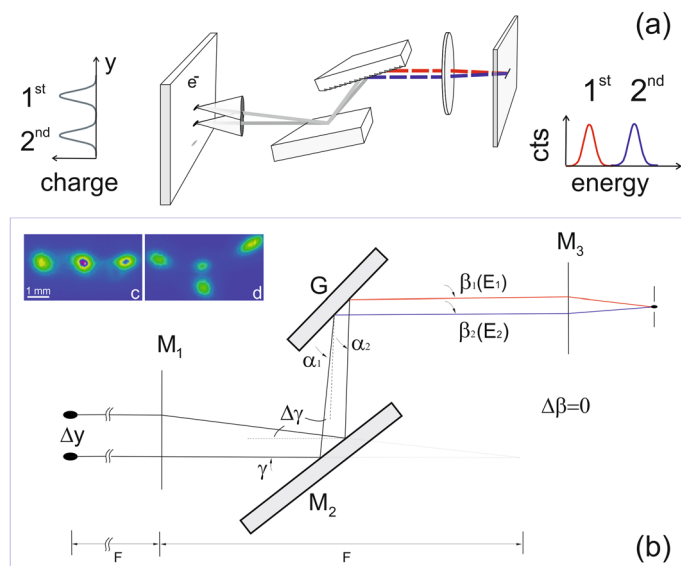 (a)
y
1st
2nd
charge
e-
cts
1st 2nd
energy
c
1 mm
d
G
M3
β1(E1)
β2(E2)
α1
α2
M1
Δγ
Δβ=0
Δy
γ
M2
F
F
(b)